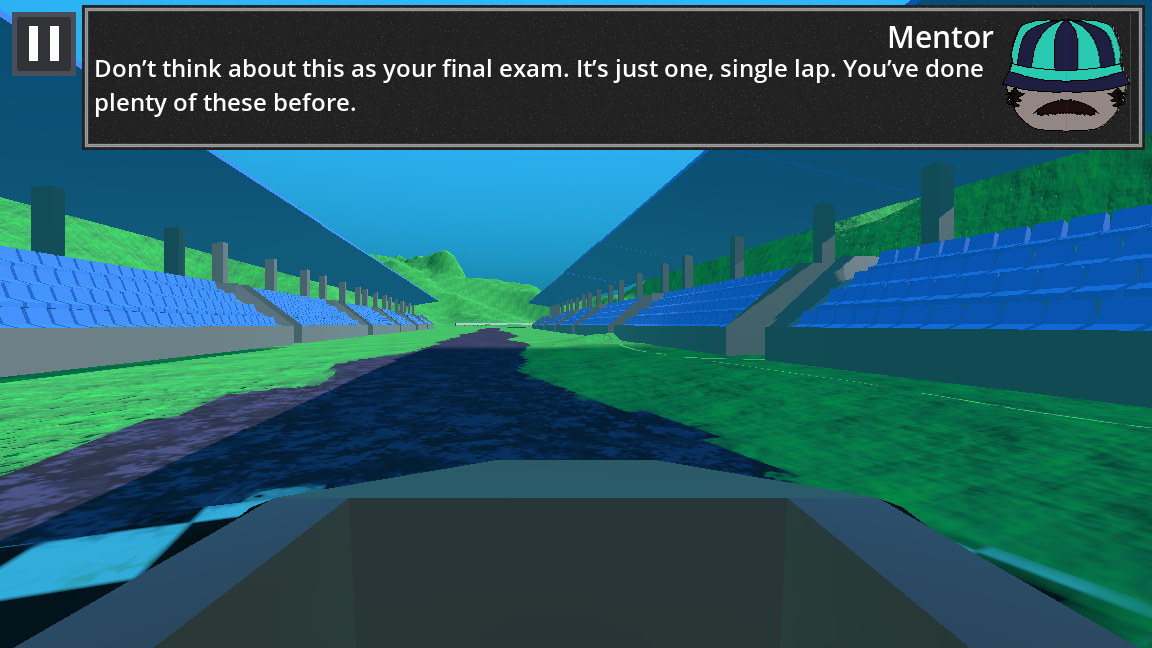 Mentor
Don’t think about this as your final exam. It’s just one, single lap. You’ve done
plenty of these before.